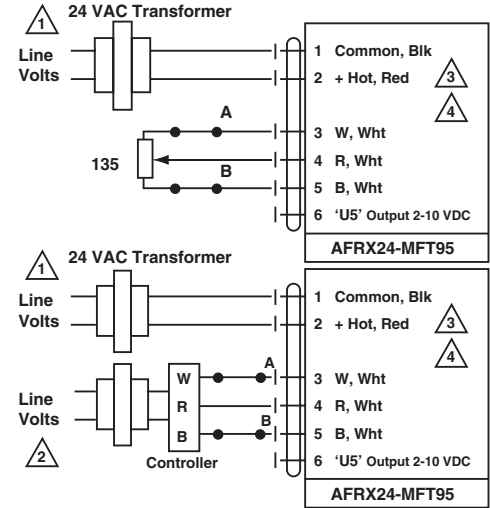 1 24 VAC Transformer
Line
Volts
1 Common, Blk
2 + Hot, Red 3
4
A
3 W, Wht
135
4 R, Wht
B
5 B, Wht
6 ‘U5’ Output 2-10 VDC
AFRX24-MFT95
1 24 VAC Transformer
Line
Volts
1 Common, Blk
2 + Hot, Red 3
4
A
W
3 W, Wht
Line
Volts
R
4 R, Wht
B
B
5 B, Wht
2
Controller
6 ‘U5’ Output 2-10 VDC
AFRX24-MFT95